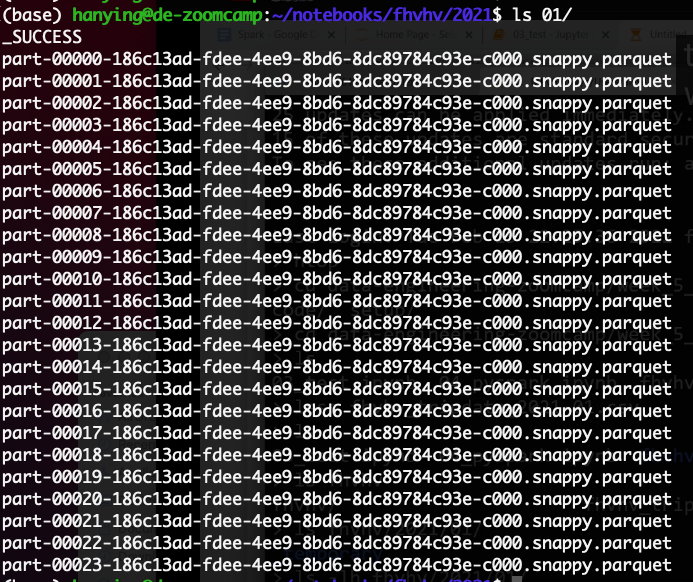 (base) hanying@de-zoomcamp:~/notebooks/fhvhv/2021$ ls 01/
_SUCCESS
part-00000-186c13ad-fdee-4ee9-8bd6-8dc89784c93e-c000.snappy.parquet
part-00001-186c13ad-fdee-4ee9-8bd6-8dc89784c93e-c000.snappy.parquet
part-00002-186c13ad-fdee-4ee9-8bd6-8dc89784c93e-c000.snappy.parquet
part-00003-186c13ad-fdee-4ee9-8bd6-8dc89784c93e-c000.snappy.parquet
part-00004-186c13ad-fdee-4ee9-8bd6-8dc89784c93e-c000.snappy.parquet
part-00005-186c13ad-fdee-4ee9-8bd6-8dc89784c93e-c000.snappy.parquet
part-00006-186c13ad-fdee-4ee9-8bd6-8dc89784c93e-c000.snappy.parquet
part-00007-186c13ad-fdee-4ee9-8bd6-8dc89784c93e-c000.snappy.parquet
part-00008-186c13ad-fdee-4ee9-8bd6-8dc89784c93e-c000.snappy.parquet
part-00009-186c13ad-fdee-4ee9-8bd6-8dc89784c93e-c000.snappy.parquet
part-00010-186c13ad-fdee-4ee9-8bd6-8dc89784c93e-c000.snappy.parquet
part-00011-186c13ad-fdee-4ee9-8bd6-8dc89784c93e-c000.snappy.parquet
part-00012-186c13ad-fdee-4ee9-8bd6-8dc89784c93e-c000.snappy.parquet
part-00013-186c13ad-fdee-4ee9-8bd6-8dc89784c93e-c000.snappy.parquet
part-00014-186c13ad-fdee-4ee9-8bd6-8dc89784c93e-c000.snappy.parquet
part-00015-186c13ad-fdee-4ee9-8bd6-8dc89784c93e-c000.snappy.parquet
part-00016-186c13ad-fdee-4ee9-8bd6-8dc89784c93e-c000.snappy.parquet
part-00017-186c13ad-fdee-4ee9-8bd6-8dc89784c93e-c000.snappy.parquet
part-00018-186c13ad-fdee-4ee9-8bd6-8dc89784c93e-c000.snappy.parquet
part-00019-186c13ad-fdee-4ee9-8bd6-8dc89784c93e-c000.snappy.parquet
part-00020-186c13ad-fdee-4ee9-8bd6-8dc89784c93e-c000.snappy.parquet
part-00021-186c13ad-fdee-4ee9-8bd6-8dc89784c93e-c000.snappy.parquet
part-00022-186c13ad-fdee-4ee9-8bd6-8dc89784c93e-c000.snappy.parquet
part-00023-186c13ad-fdee-4ee9-8bd6-8dc89784c93e-c000.snappy.parquet